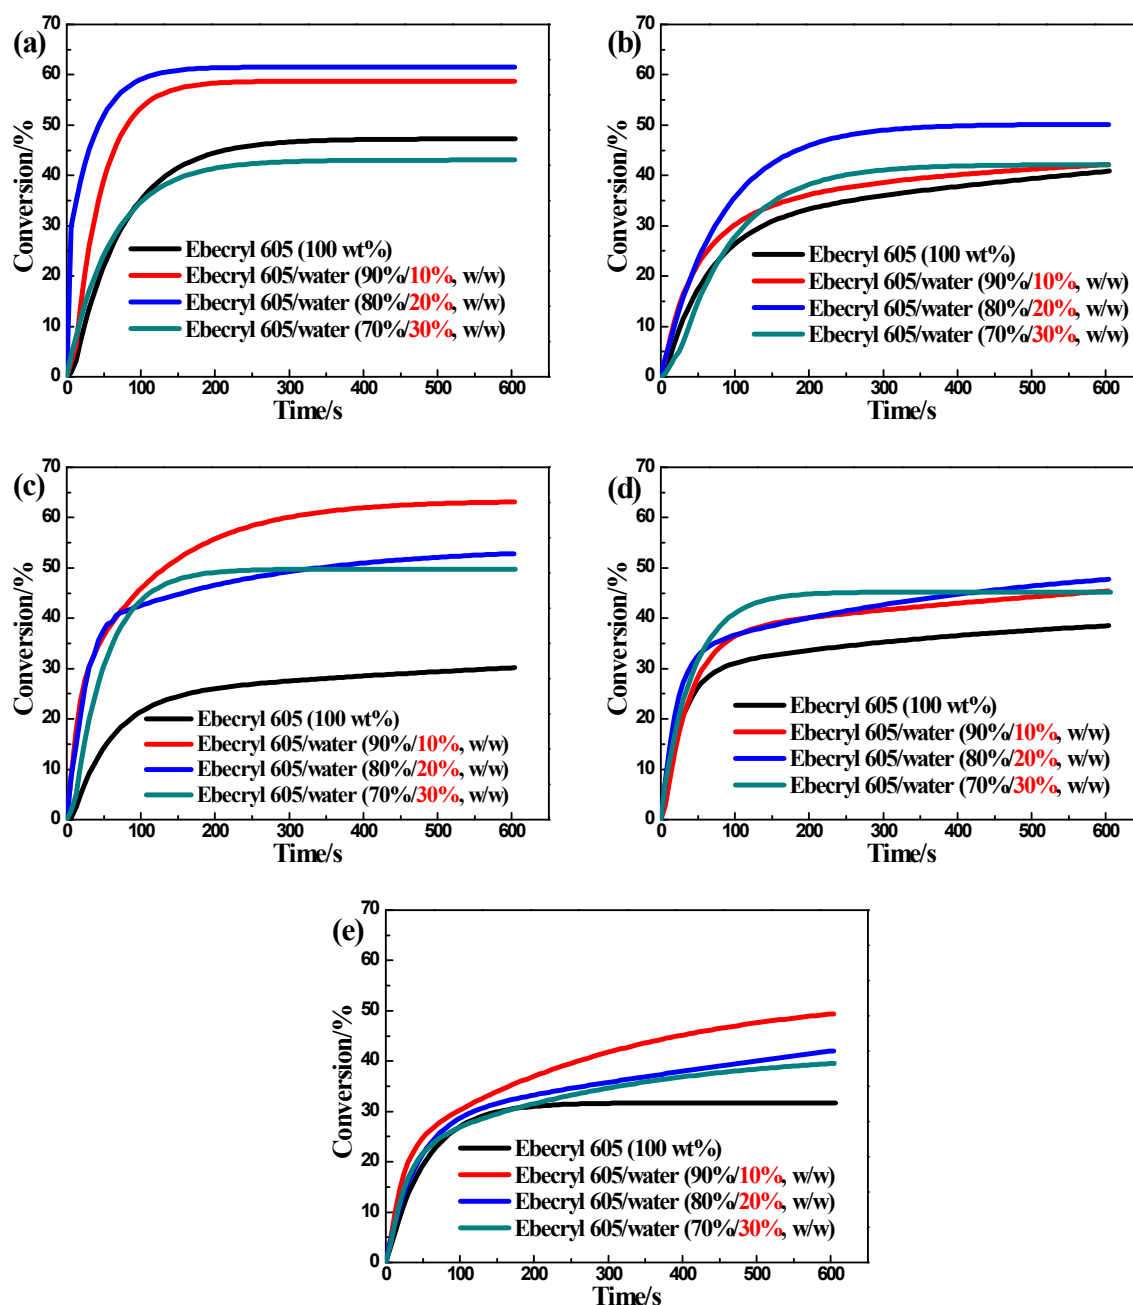 (a)
Conversion/%
70
60
50
40
30
20
10
0
Ebecryl 605 (100 wt%)
Ebecryl 605/water (90%/10%, w/w)
Ebecryl 605/water (80%/20%, w/w)
Ebecryl 605/water (70%/30%, w/w)
0 100 200 300 400 500 600
Time/s
(b)
Conversion/%
70
60
50
40
30
20
10
0
Ebecryl 605 (100 wt%)
Ebecryl 605/water (90%/10%, w/w)
Ebecryl 605/water (80%/20%, w/w)
Ebecryl 605/water (70%/30%, w/w)
0 100 200 300 400 500 600
Time/s
(c)
Conversion/%
70
60
50
40
30
20
10
0
Ebecryl 605 (100 wt%)
Ebecryl 605/water (90%/10%, w/w)
Ebecryl 605/water (80%/20%, w/w)
Ebecryl 605/water (70%/30%, w/w)
0 100 200 300 400 500 600
Time/s
(d)
Conversion/%
70
60
50
40
30
20
10
0
Ebecryl 605 (100 wt%)
Ebecryl 605/water (90%/10%, w/w)
Ebecryl 605/water (80%/20%, w/w)
Ebecryl 605/water (70%/30%, w/w)
0 100 200 300 400 500 600
Time/s
(e)
Conversion/%
70
60
50
40
30
20
10
0
Ebecryl 605 (100 wt%)
Ebecryl 605/water (90%/10%, w/w)
Ebecryl 605/water (80%/20%, w/w)
Ebecryl 605/water (70%/30%, w/w)
0 100 200 300 400 500 600
Time/s